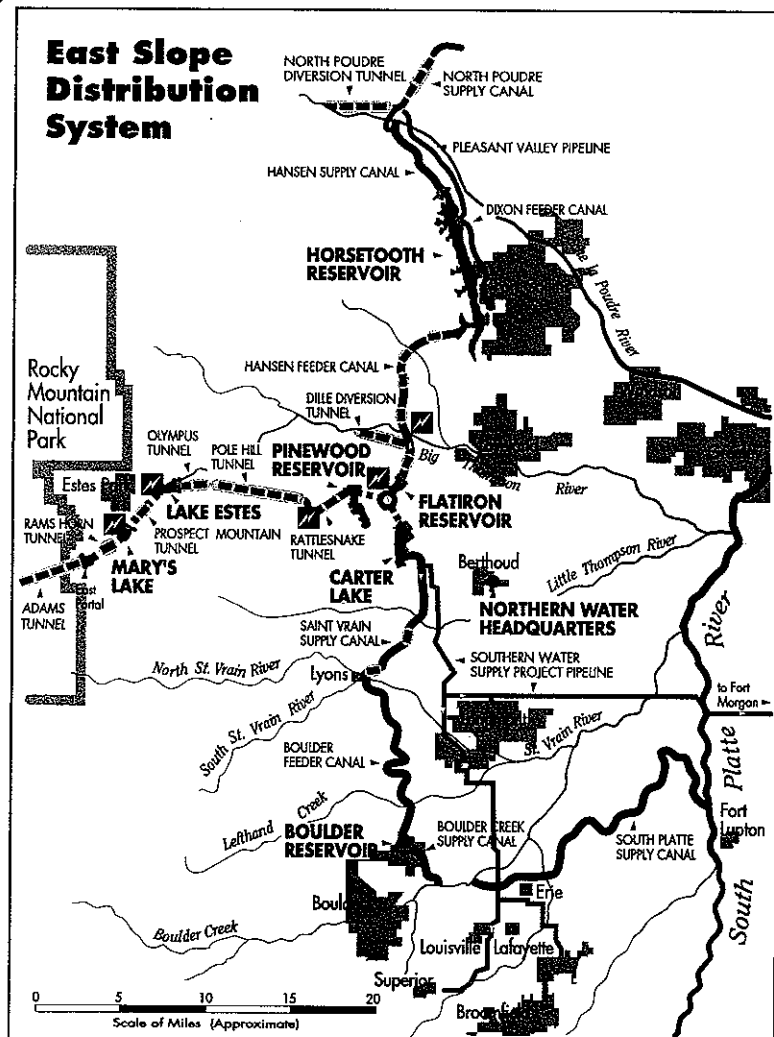 East Slope
Distribution
System
NORTH POUDRE
DIVERSION TUNNEL
NORTH POUDRE
SUPPLY CANAL
PLEASANT VALLEY PIPELINE
HANSEN SUPPLY CANAL
DIXON FEEDER CANAL
HORSETOOTH
RESERVOIR
la Poudre
River
Rocky
Mountain
National
Park
HANSEN FEEDER CANAL
DILLE DIVERSION
TUNNEL
OLYMPUS
TUNNEL
POLE HILL
TUNNEL
PINEWOOD
RESERVOIR
Big
River
Estes
LAKE ESTES
FLATIRON
RESERVOIR
RAMS HORN
TUNNEL
PROSPECT MOUNTAIN
TUNNEL
RATTLESNAKE
TUNNEL
MARY'S
LAKE
CARTER
LAKE
Berthoud
Little Thompson River
East
Portal
ADAMS
TUNNEL
NORTHERN WATER
HEADQUARTERS
SAINT VRAIN
SUPPLY CANAL
North St. Vrain River
Lyons
SOUTHERN WATER
SUPPLY PROJECT PIPELINE
to Fort
Morgan
South St. Vrain River
St. Vrain River
BOULDER
FEEDER CANAL
Lefthand Creek
BOULDER
RESERVOIR
BOULDER CREEK
SUPPLY CANAL
SOUTH PLATTE
SUPPLY CANAL
Fort
Lupton
South Platte River
Erie
Boulder Creek
Louisville
Lafayette
Superior
0 5 10 15 20
Scale of Miles (Approximate)